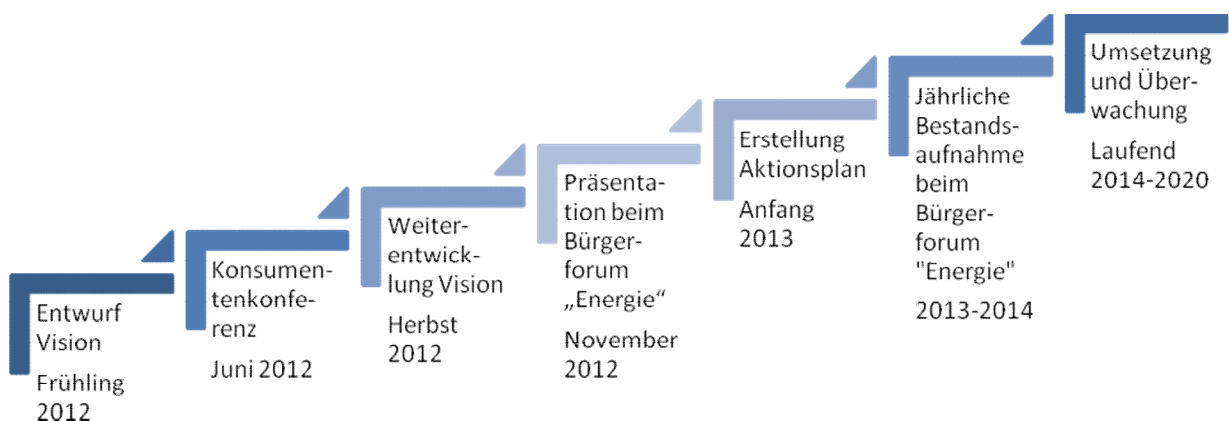 Entwurf
Vision
Frühling
2012
Konsumen-
tenkonfe-
renz
Juni 2012
Weiter-
entwick-
lung Vision
Herbst
2012
Präsenta-
tion beim
Bürger-
forum
„Energie“
November
2012
Erstellung
Aktionsplan
Anfang
2013
Jährliche
Bestands-
aufnahme
beim
Bürger-
forum
"Energie"
2013-2014
Umsetzung
und Über-
wachung
Laufend
2014-2020